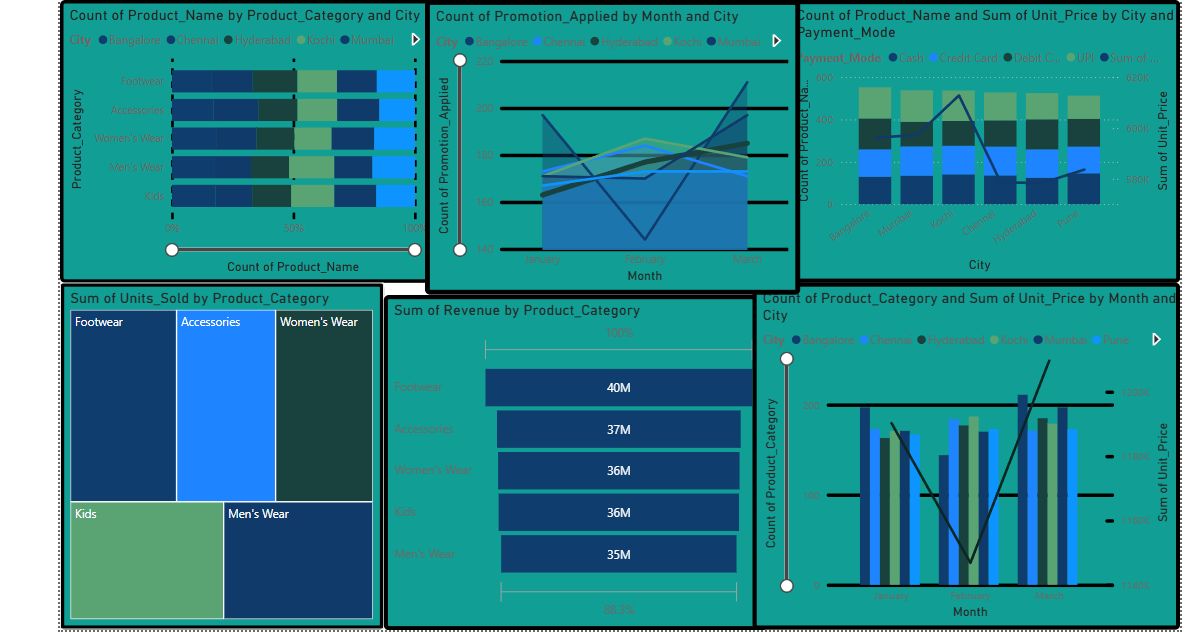 Count of Product_Name by Product_Category and City
City Bangalore Chennai Hyderabad Kochi Mumbai
Product_Category
Footwear
Accessories
Women's Wear
Men's Wear
Kids
0% 50% 100%
Count of Product_Name
Count of Promotion_Applied by Month and City
City Bangalore Chennai Hyderabad Kochi Mumbai
Count of Promotion_Applied
220
200
180
160
140
January February March
Month
Count of Product_Name and Sum of Unit_Price by City and
Payment_Mode
Payment_Mode Cash Credit Card Debit C... UPI Sum of ...
Count of Product_Na...
600
400
200
0
620K
600K
580K
Sum of Unit_Price
Bangalore Mumbai Kochi Chennai Hyderabad Pune
City
Sum of Units_Sold by Product_Category
Footwear
Accessories
Women's Wear
Kids
Men's Wear
Sum of Revenue by Product_Category
100%
Footwear 40M
Accessories 37M
Women's Wear 36M
Kids 36M
Men's Wear 35M
88.3%
Count of Product_Category and Sum of Unit_Price by Month and
City
City Bangalore Chennai Hyderabad Kochi Mumbai Pune
Count of Product_Category
200
100
0
1200K
1180K
1160K
1140K
Sum of Unit_Price
January February March
Month